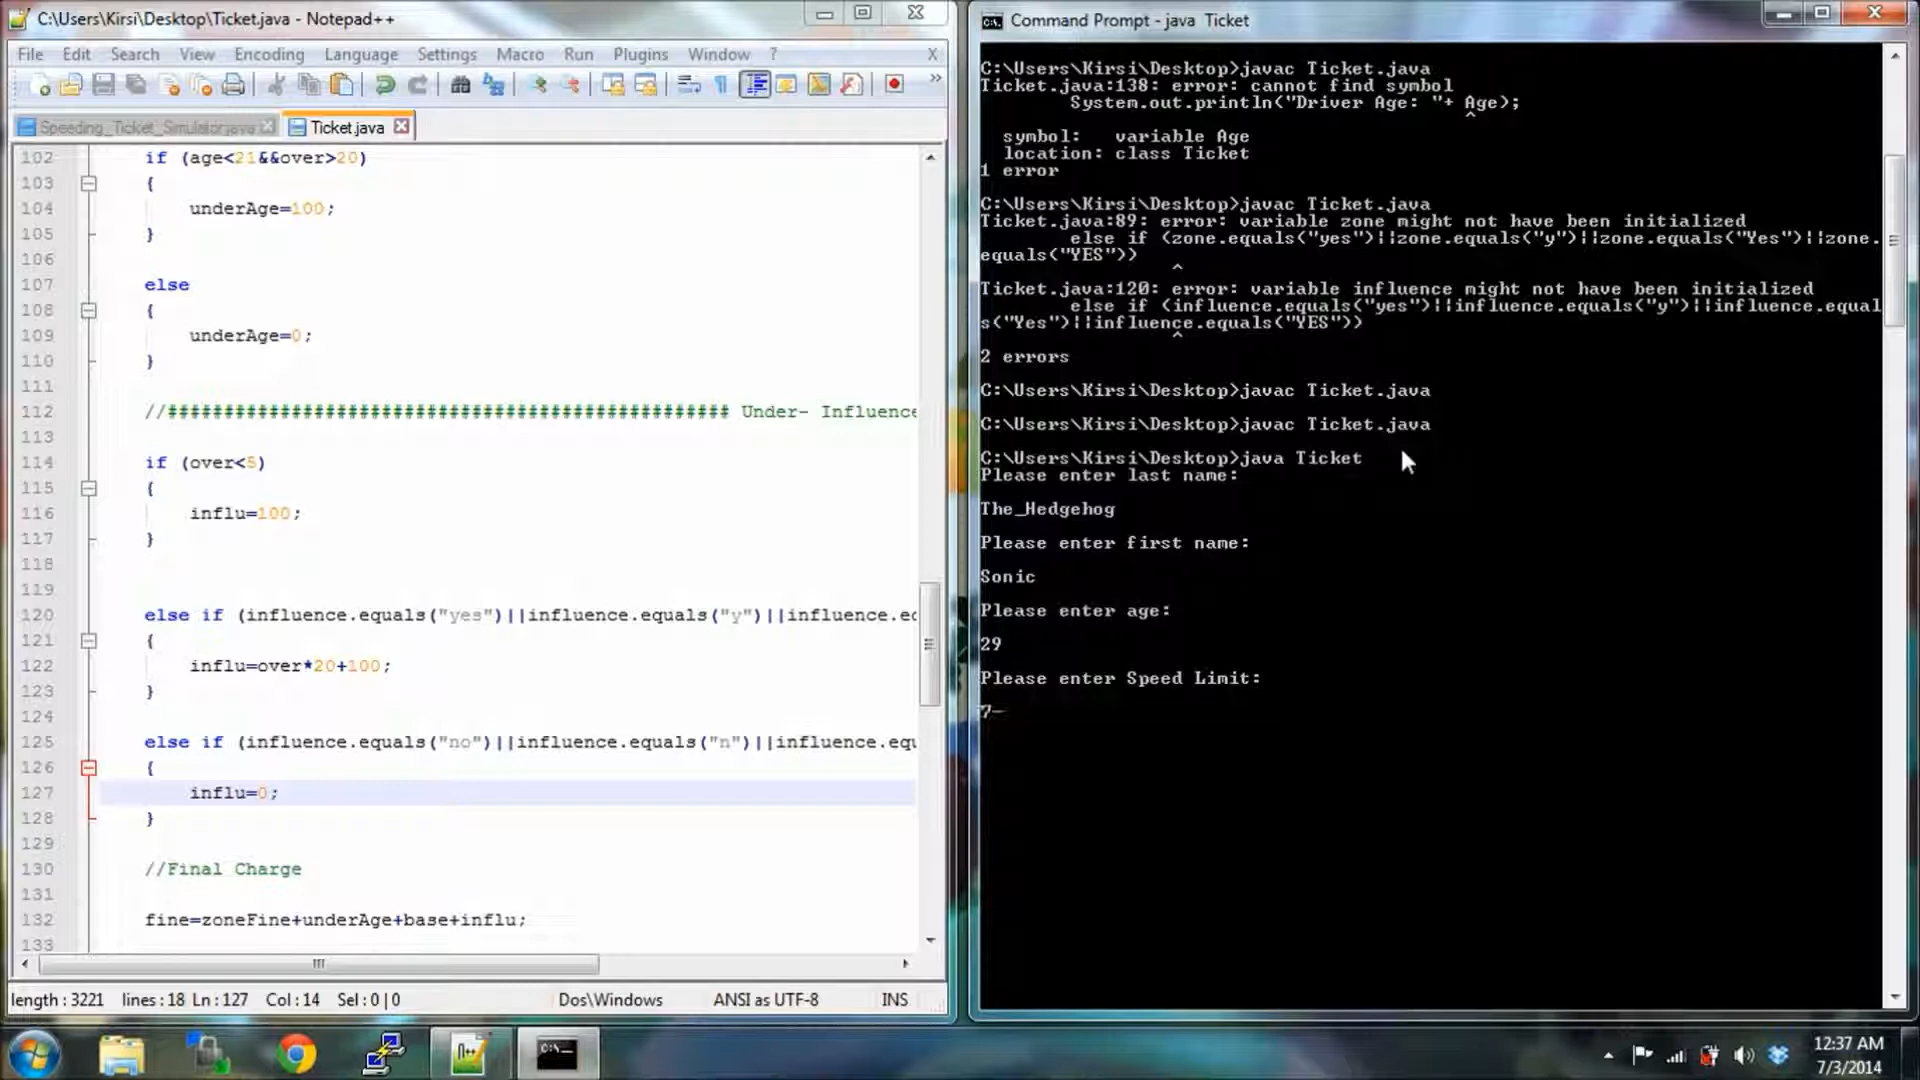 C:\Users\Kirsi\Desktop\Ticket.java - Notepad++
File Edit Search View Encoding Language Settings Macro Run Plugins Window ? X
Speeding_Ticket_Simulator.java Ticket.java
102 if (age<21&&over>20)
103 {
104 underAge=100;
105 }
106
107 else
108 {
109 underAge=0;
110 }
111
112 //################################################## Under- Influence
113
114 if (over<5)
115 {
116 influ=100;
117 }
118
119
120 else if (influence.equals("yes")||influence.equals("y")||influence.eq
121 {
122 influ=over*20+100;
123 }
124
125 else if (influence.equals("no")||influence.equals("n")||influence.equ
126 {
127 influ=0;
128 }
129
130 //Final Charge
131
132 fine=zoneFine+underAge+base+influ;
133
length : 3221 lines : 18 Ln : 127 Col : 14 Sel : 0 | 0 Dos\Windows ANSI as UTF-8 INS
Command Prompt - java Ticket
C:\Users\Kirsi\Desktop>javac Ticket.java
Ticket.java:138: error: cannot find symbol
System.out.println("Driver Age: "+ Age);
^
symbol: variable Age
location: class Ticket
1 error
C:\Users\Kirsi\Desktop>javac Ticket.java
Ticket.java:89: error: variable zone might not have been initialized
else if (zone.equals("yes")||zone.equals("y")||zone.equals("Yes")||zone.
equals("YES"))
^
Ticket.java:120: error: variable influence might not have been initialized
else if (influence.equals("yes")||influence.equals("y")||influence.equal
s("Yes")||influence.equals("YES"))
^
2 errors
C:\Users\Kirsi\Desktop>javac Ticket.java
C:\Users\Kirsi\Desktop>javac Ticket.java
C:\Users\Kirsi\Desktop>java Ticket
Please enter last name:
The_Hedgehog
Please enter first name:
Sonic
Please enter age:
29
Please enter Speed Limit:
7_
12:37 AM
7/3/2014